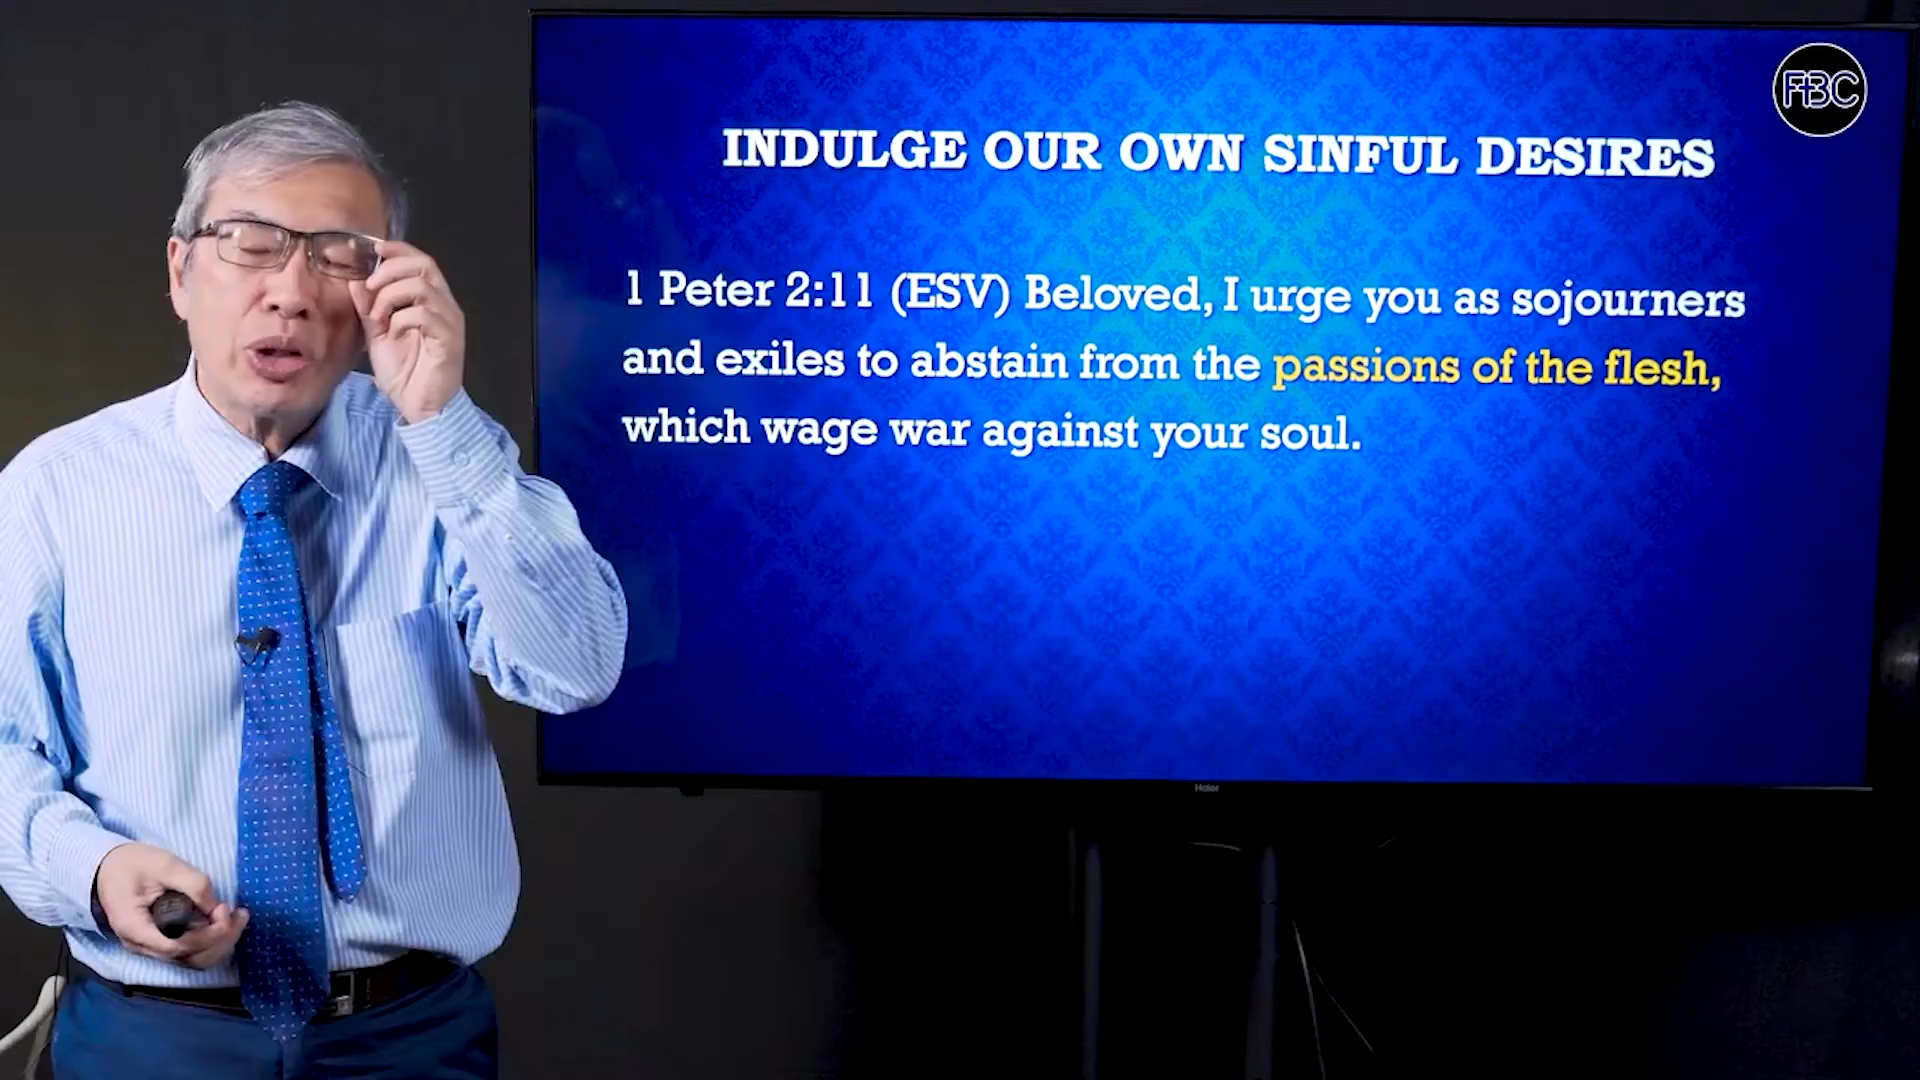 FBC
INDULGE OUR OWN SINFUL DESIRES
1 Peter 2:11 (ESV) Beloved, I urge you as sojourners
and exiles to abstain from the passions of the flesh,
which wage war against your soul.
Haier